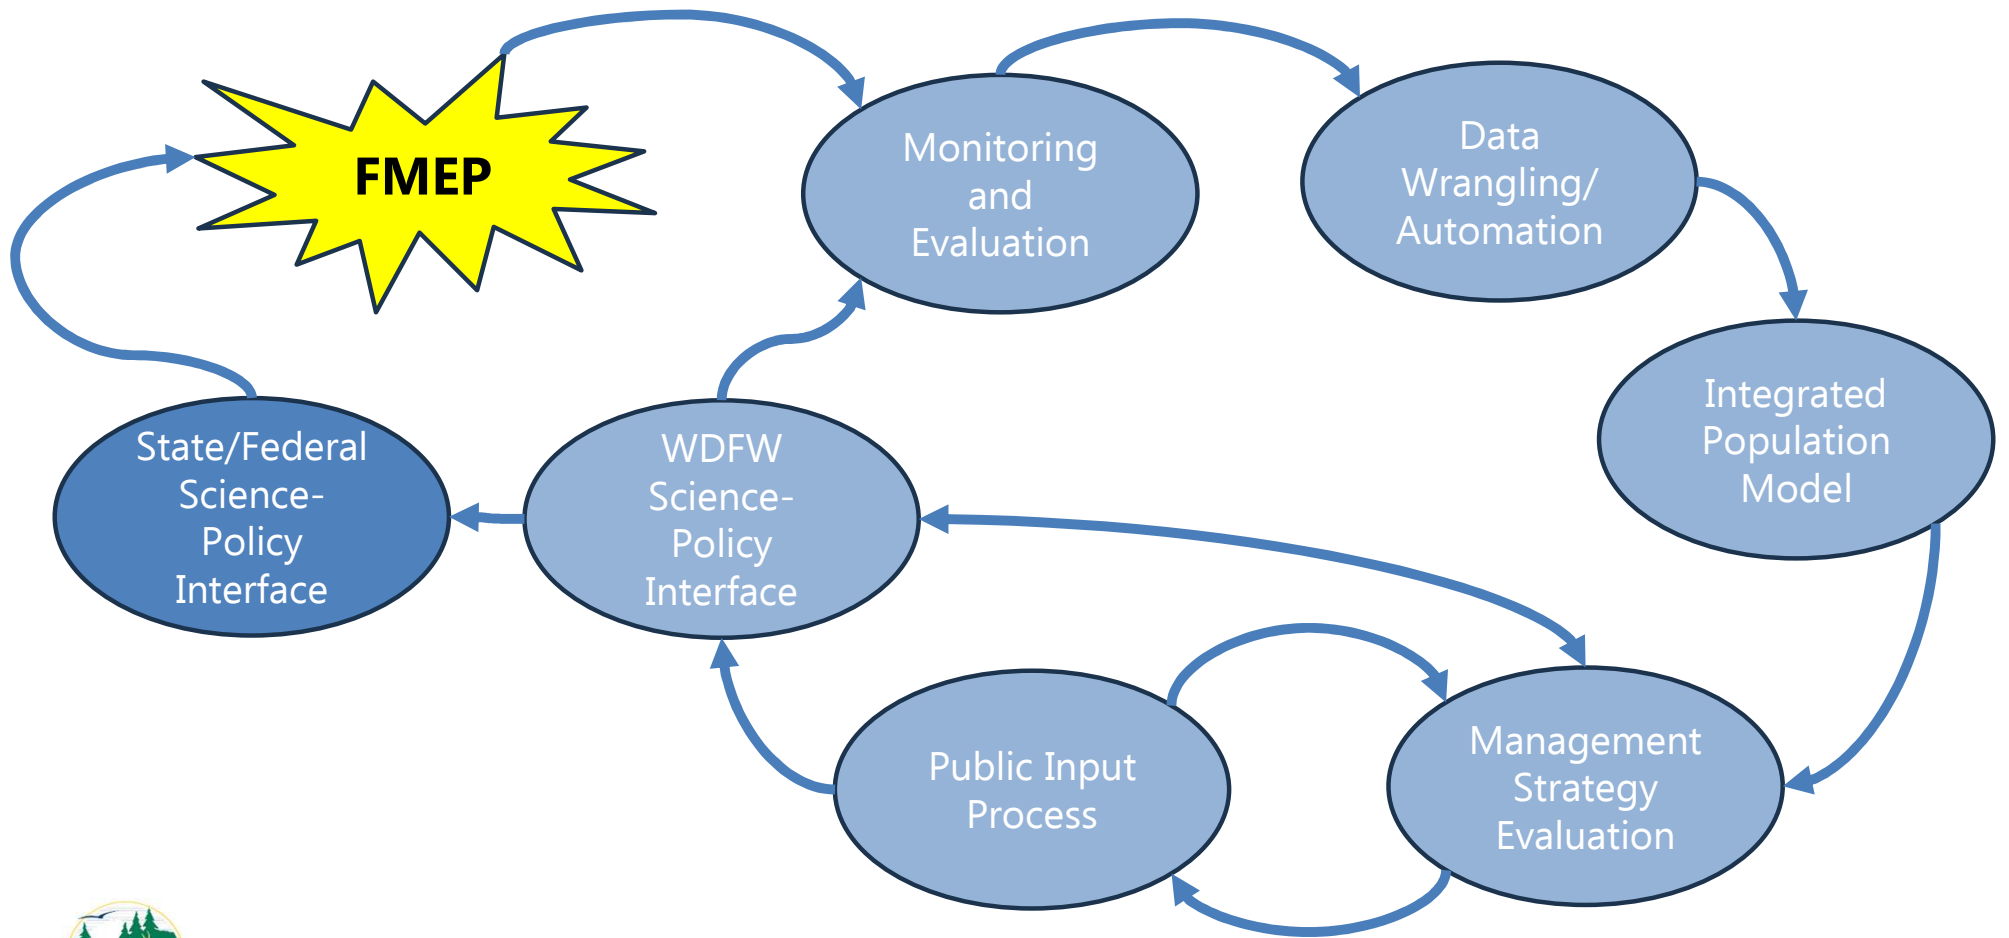 FMEP
Monitoring
and
Evaluation
Data
Wrangling/
Automation
Integrated
Population
Model
State/Federal
Science-
Policy
Interface
WDFW
Science-
Policy
Interface
Public Input
Process
Management
Strategy
Evaluation